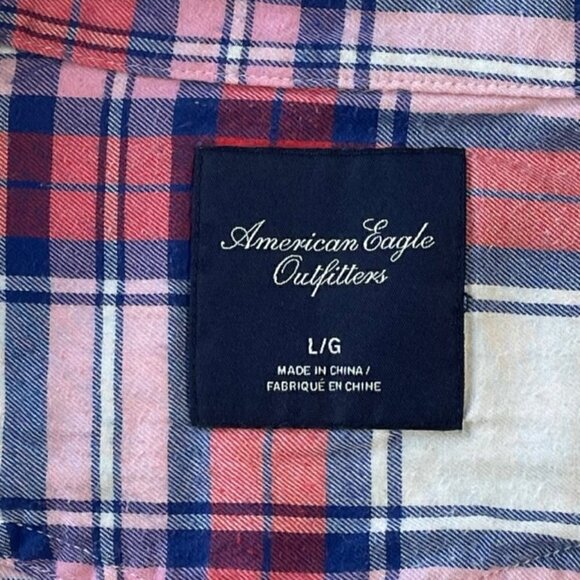 American Eagle
Outfitters
L/G
MADE IN CHINA /
FABRIQUÉ EN CHINE